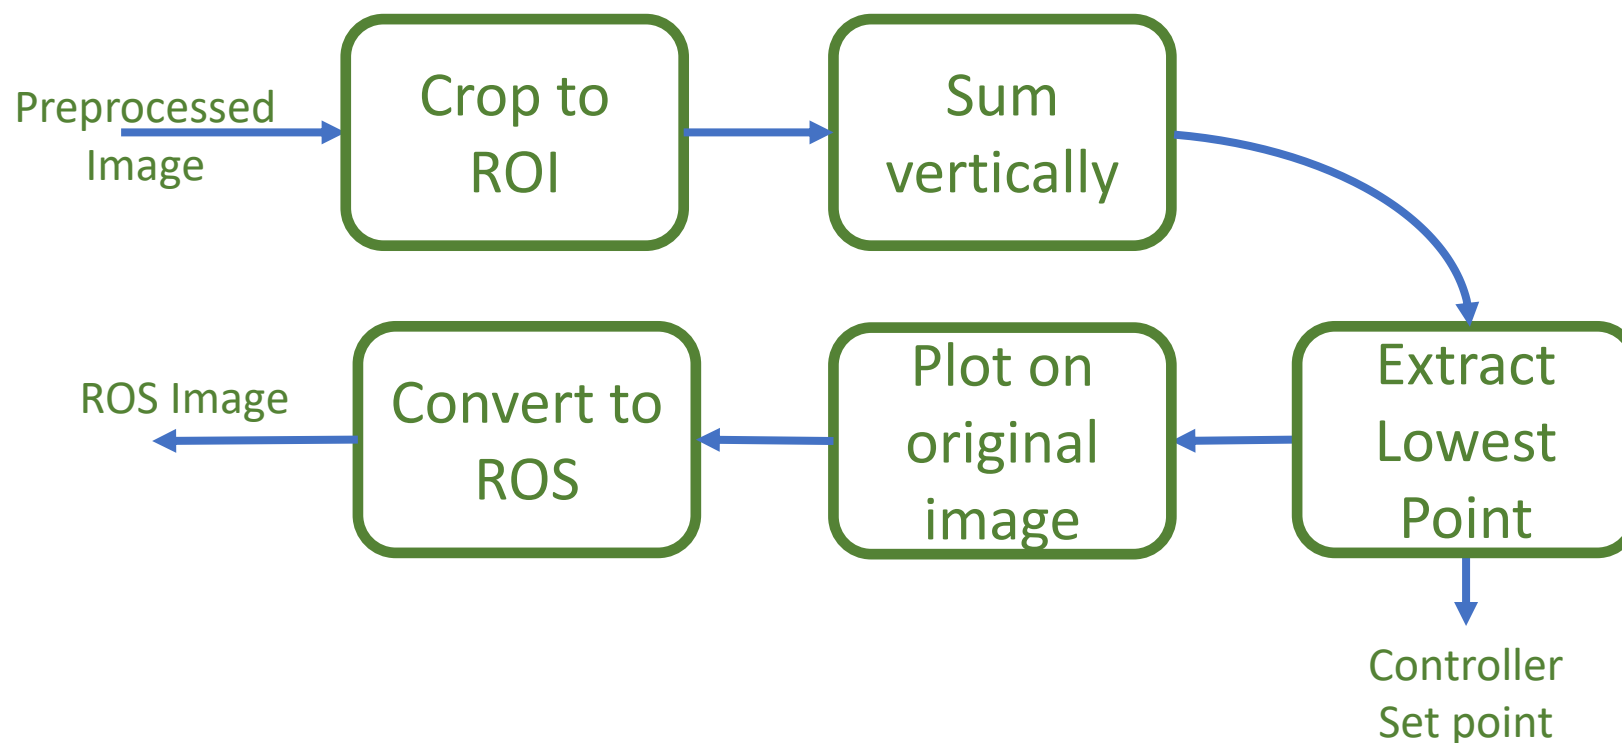 Preprocessed
Image
Crop to
ROI
Sum
vertically
Extract
Lowest
Point
Plot on
original
image
Convert to
ROS
ROS Image
Controller
Set point